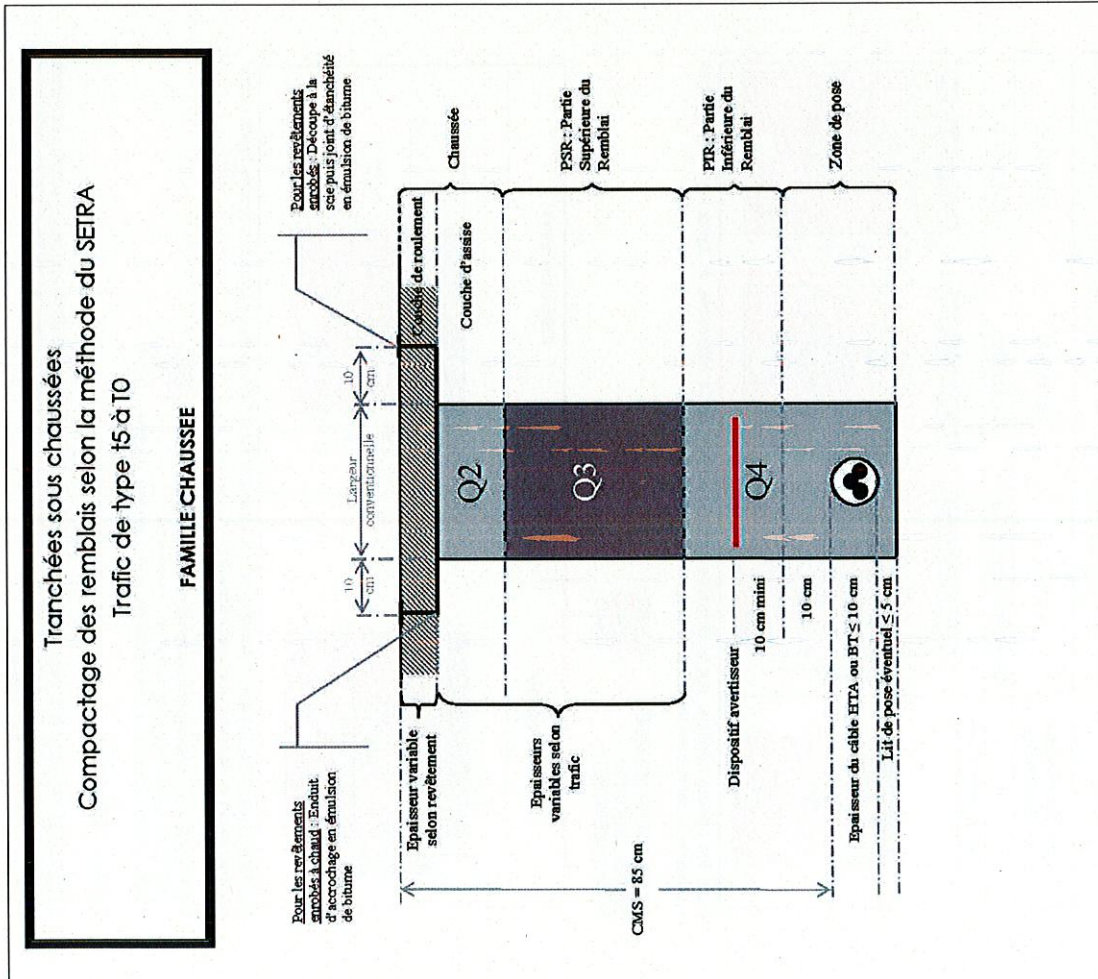 Tranchées sous chaussées
Compactage des remblais selon la méthode du SETRA
Trafic de type t5 à T0
FAMILLE CHAUSSEE
Pour les revêtements
enrobés à chaud : Enduit
d'accrochage en émulsion
de bitume
Pour les revêtements
enrobés : Découpe à la
scie puis joint d'étanchéité
en émulsion de bitume
10
cm
Largeur
conventionnelle
10
cm
Epaisseur variable
selon revêtement
Couche de roulement
Couche d'assise
Chaussée
Q2
Epaisseurs
variables selon
trafic
Q3
PSR : Partie
Supérieure du
Remblai
CMS = 85 cm
Dispositif avertisseur
10 cm mini
Q4
PIR : Partie
Inférieure du
Remblai
10 cm
Zone de pose
Epaisseur du câble HTA ou BT ≤ 10 cm
Lit de pose éventuel ≤ 5 cm